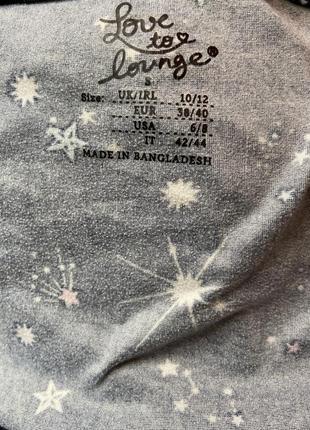 Love
to
lounge®
S
Size: UK/IRL 10/12
EUR 38/40
USA 6/8
IT 42/44
MADE IN BANGLADESH